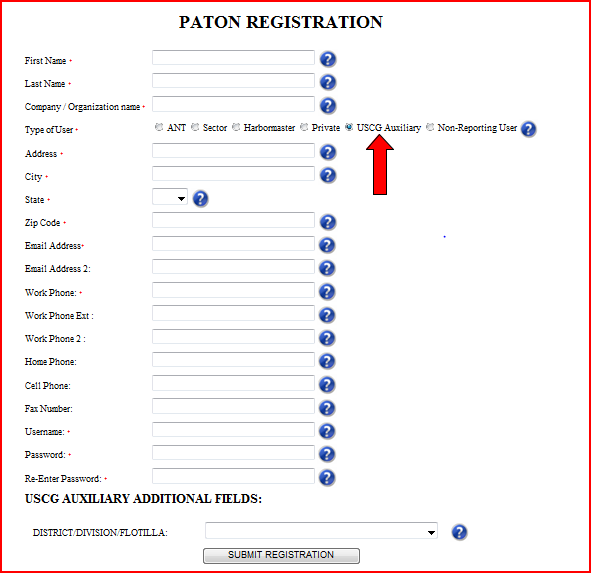 PATON REGISTRATION
First Name *
Last Name *
Company / Organization name *
Type of User * ANT Sector Harbormaster Private USCG Auxiliary Non-Reporting User
Address *
City *
State *
Zip Code *
Email Address*
Email Address 2:
Work Phone: *
Work Phone Ext :
Work Phone 2 :
Home Phone:
Cell Phone:
Fax Number:
Username: *
Password: *
Re-Enter Password: *
USCG AUXILIARY ADDITIONAL FIELDS:
DISTRICT/DIVISION/FLOTILLA:
SUBMIT REGISTRATION